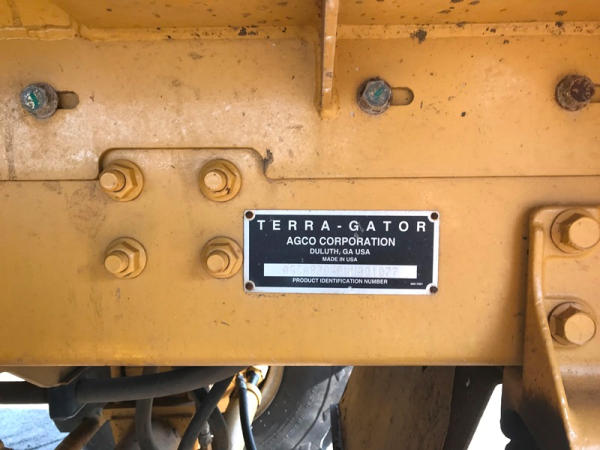 TERRA-GATOR
AGCO CORPORATION
DULUTH, GA USA
MADE IN USA
PRODUCT IDENTIFICATION NUMBER